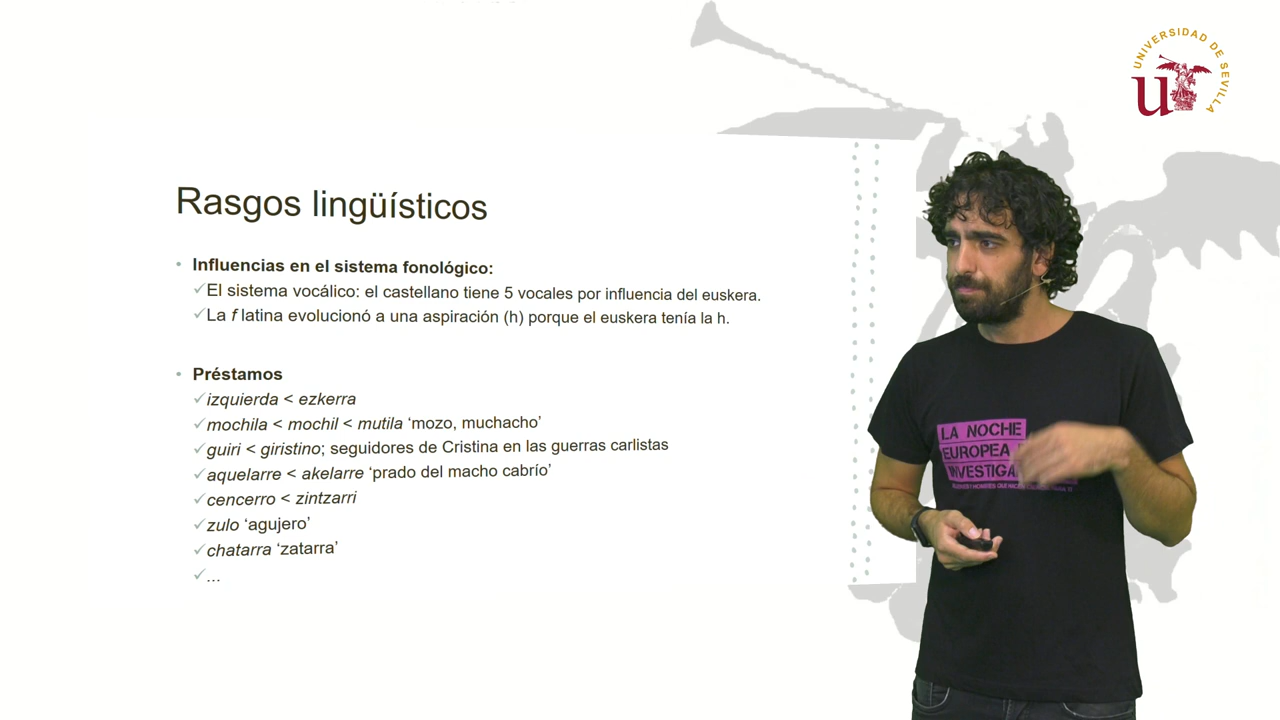 UNIVERSIDAD DE SEVILLA
u
Rasgos lingüísticos
• Influencias en el sistema fonológico:
✓El sistema vocálico: el castellano tiene 5 vocales por influencia del euskera.
✓La f latina evolucionó a una aspiración (h) porque el euskera tenía la h.
• Préstamos
✓izquierda < ezkerra
✓mochila < mochil < mutila ‘mozo, muchacho’
✓guiri < giristino; seguidores de Cristina en las guerras carlistas
✓aquelarre < akelarre ‘prado del macho cabrío’
✓cencerro < zintzarri
✓zulo ‘agujero’
✓chatarra ‘zatarra’
✓...
LA NOCHE
EUROPEA
INVESTIGA